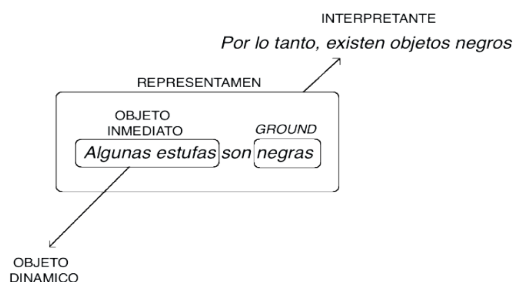 INTERPRETANTE
Por lo tanto, existen objetos negros
REPRESENTAMEN
OBJETO
INMEDIATO
GROUND
Algunas estufas son negras
OBJETO
DINAMICO